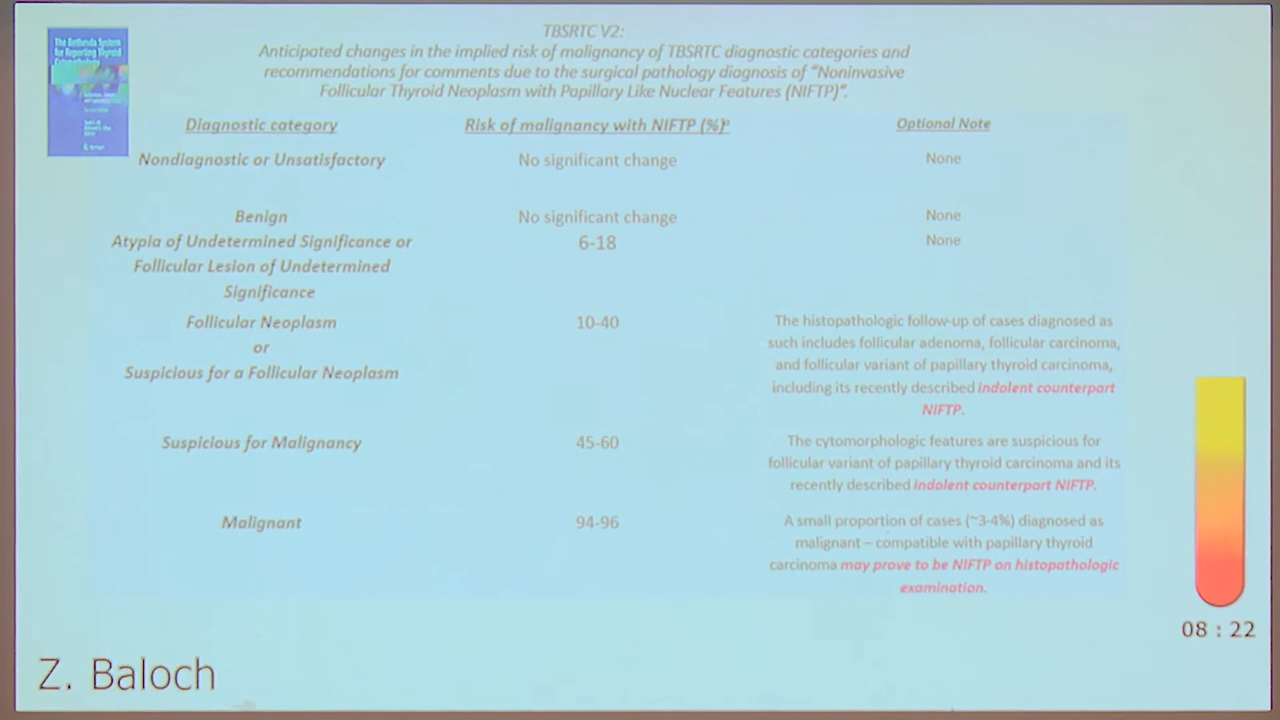 The Bethesda System
for Reporting Thyroid
TBSRTC V2:
Anticipated changes in the implied risk of malignancy of TBSRTC diagnostic categories and
recommendations for comments due to the surgical pathology diagnosis of "Noninvasive
Follicular Thyroid Neoplasm with Papillary Like Nuclear Features (NIFTP)".
Diagnostic category
Risk of malignancy with NIFTP (%)
Optional Note
Nondiagnostic or Unsatisfactory
No significant change
None
Benign
No significant change
None
Atypia of Undetermined Significance or
Follicular Lesion of Undetermined
Significance
6-18
None
Follicular Neoplasm
or
Suspicious for a Follicular Neoplasm
10-40
The histopathologic follow-up of cases diagnosed as
such includes follicular adenoma, follicular carcinoma,
and follicular variant of papillary thyroid carcinoma,
including its recently described indolent counterpart
NIFTP.
Suspicious for Malignancy
45-60
The cytomorphologic features are suspicious for
follicular variant of papillary thyroid carcinoma and its
recently described indolent counterpart NIFTP.
Malignant
94-96
A small proportion of cases (~3-4%) diagnosed as
malignant – compatible with papillary thyroid
carcinoma may prove to be NIFTP on histopathologic
examination.
08 : 22
Z. Baloch